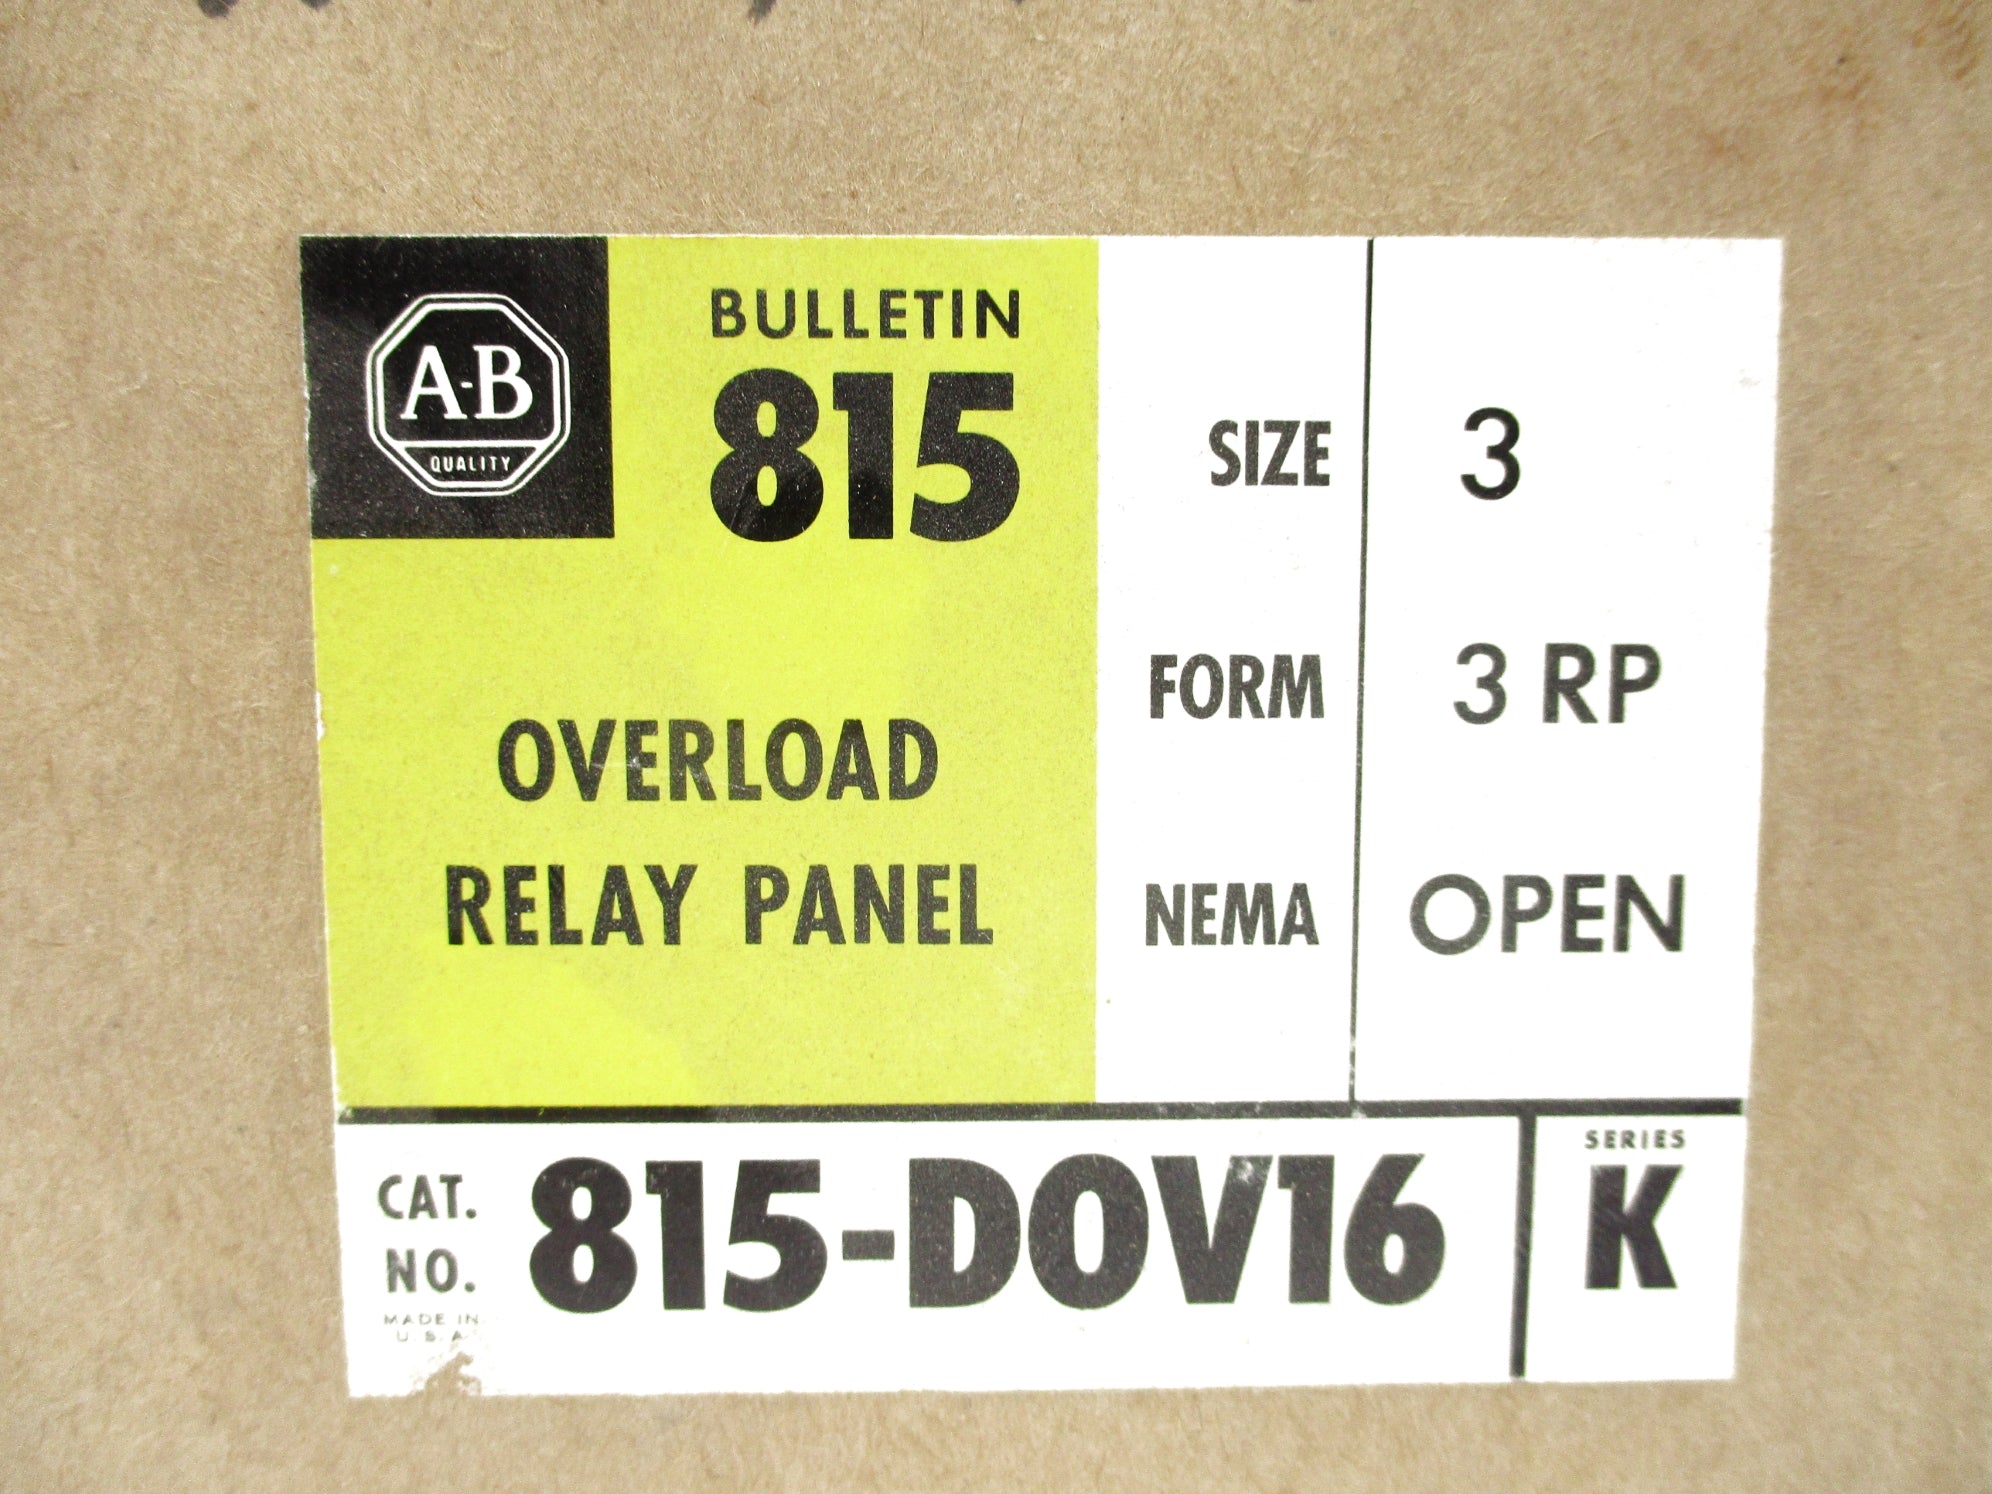 A-B
QUALITY
BULLETIN
815
OVERLOAD
RELAY PANEL
SIZE 3
FORM 3 RP
NEMA OPEN
CAT.
NO.
815-DOV16
MADE IN
U.S.A.
SERIES
K